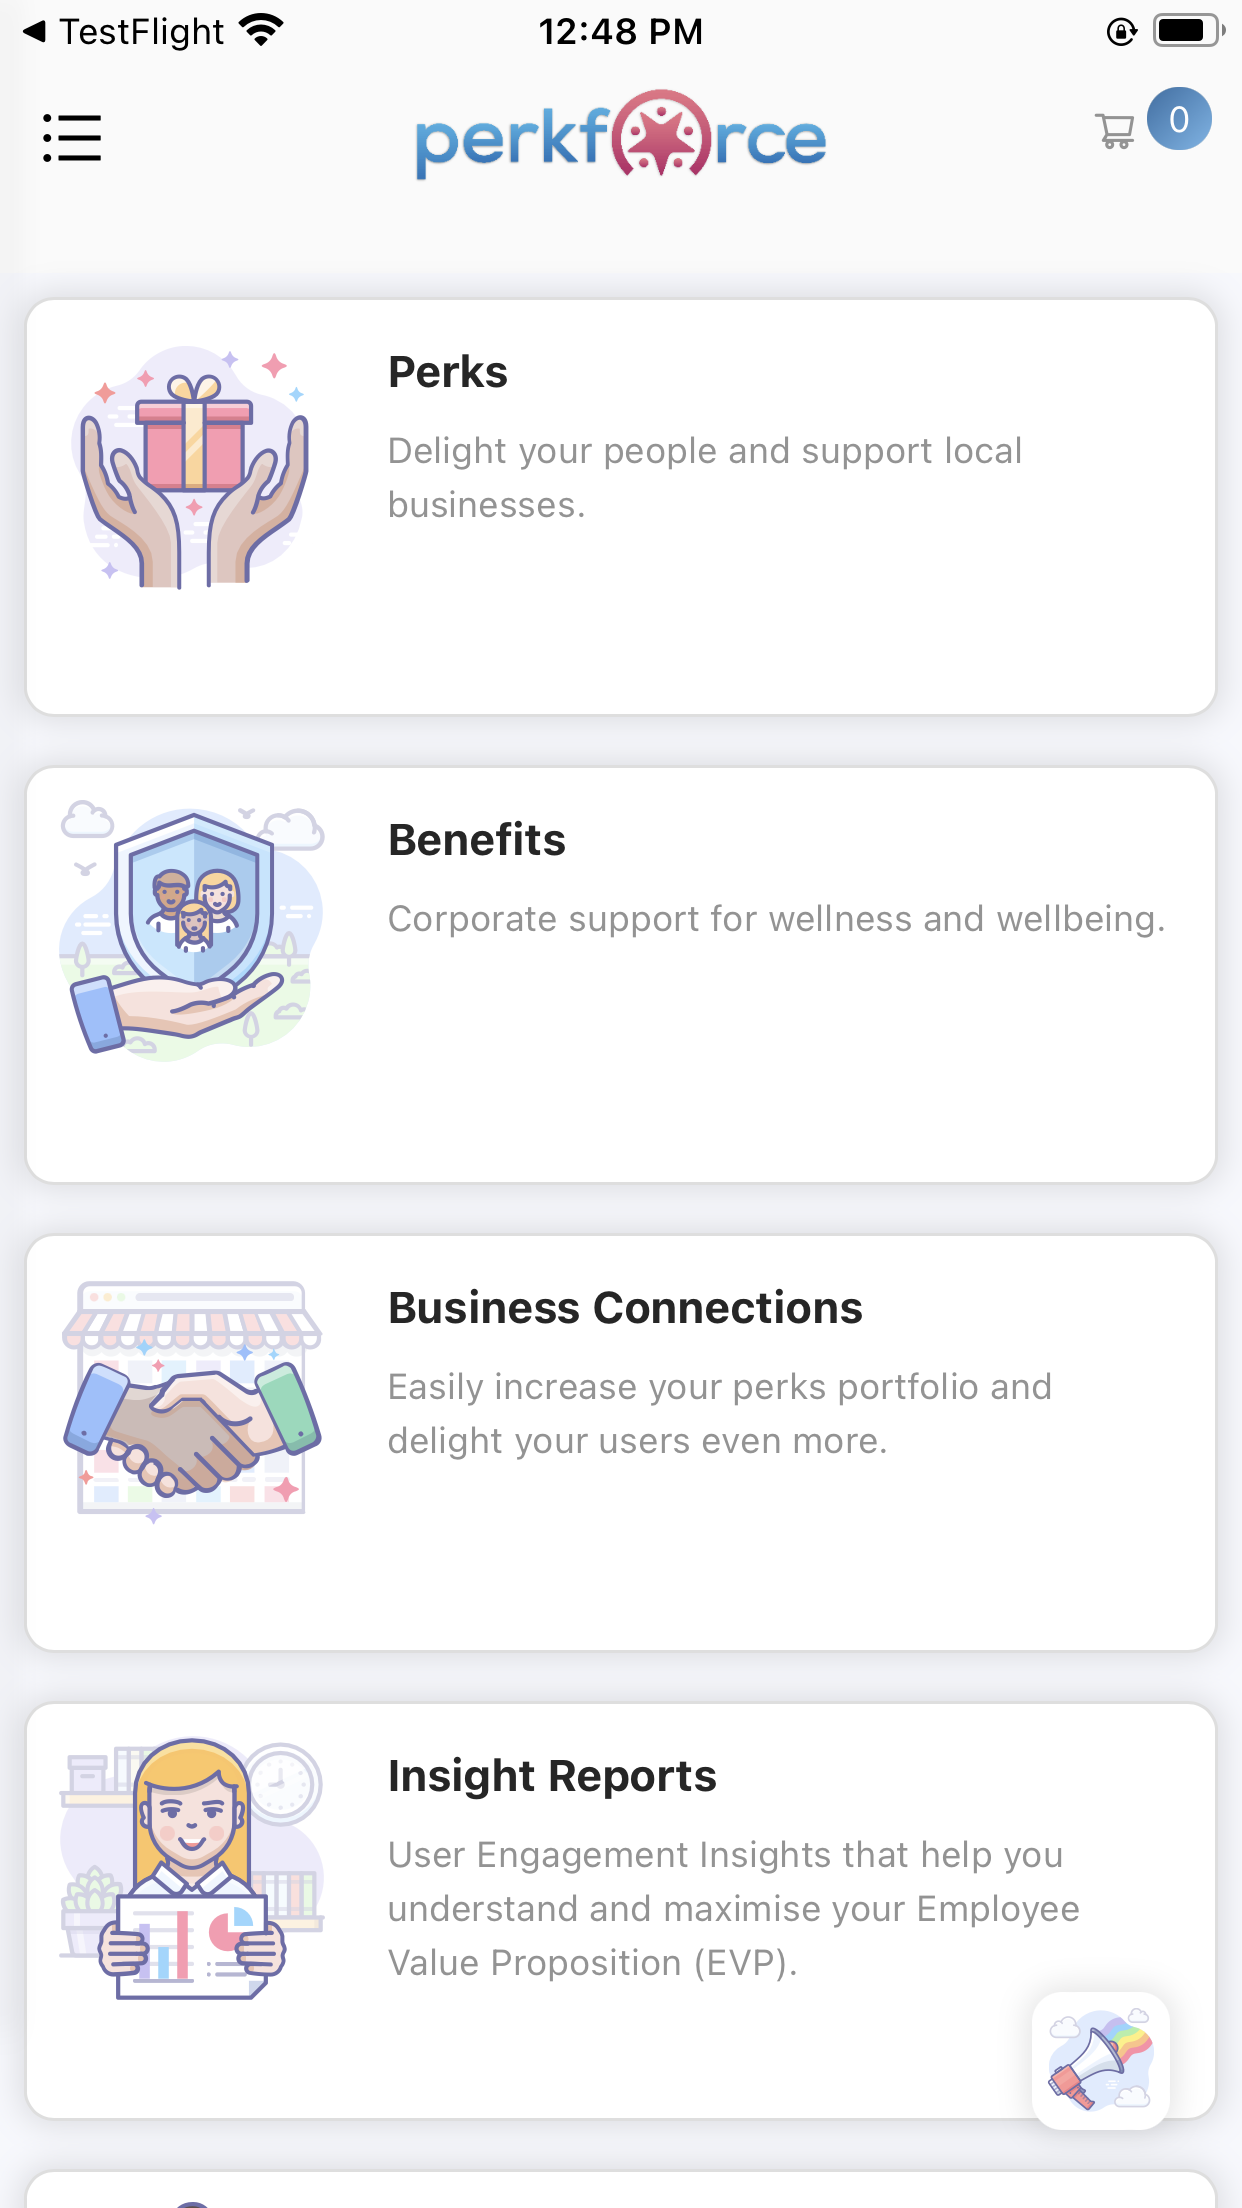 TestFlight
12:48 PM
perkforce
0
Perks
Delight your people and support local
businesses.
Benefits
Corporate support for wellness and wellbeing.
Business Connections
Easily increase your perks portfolio and
delight your users even more.
Insight Reports
User Engagement Insights that help you
understand and maximise your Employee
Value Proposition (EVP).